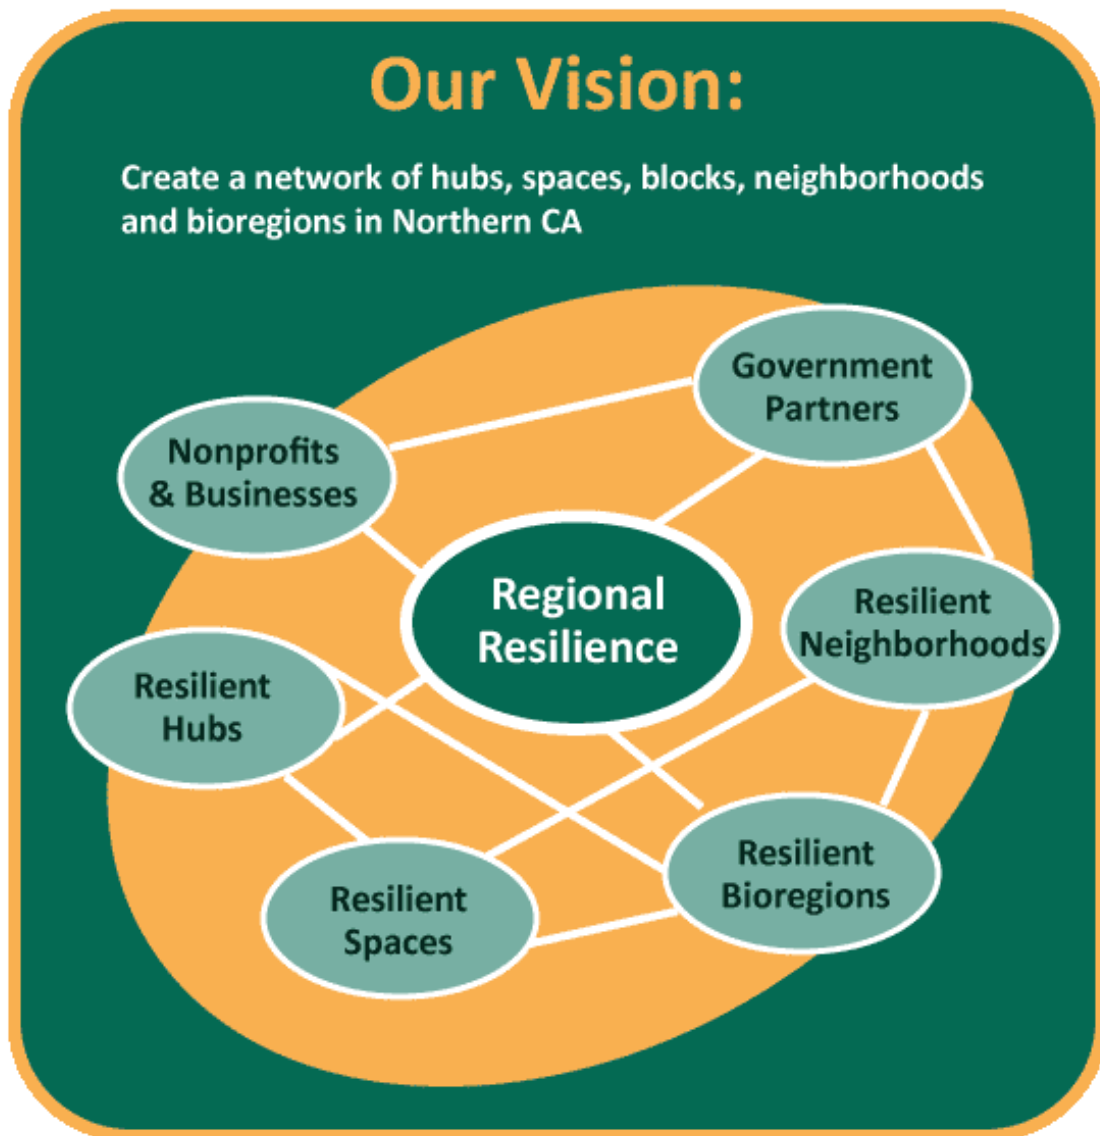 Our Vision:
Create a network of hubs, spaces, blocks, neighborhoods
and bioregions in Northern CA
Government
Partners
Nonprofits
& Businesses
Regional
Resilience
Resilient
Neighborhoods
Resilient
Hubs
Resilient
Bioregions
Resilient
Spaces